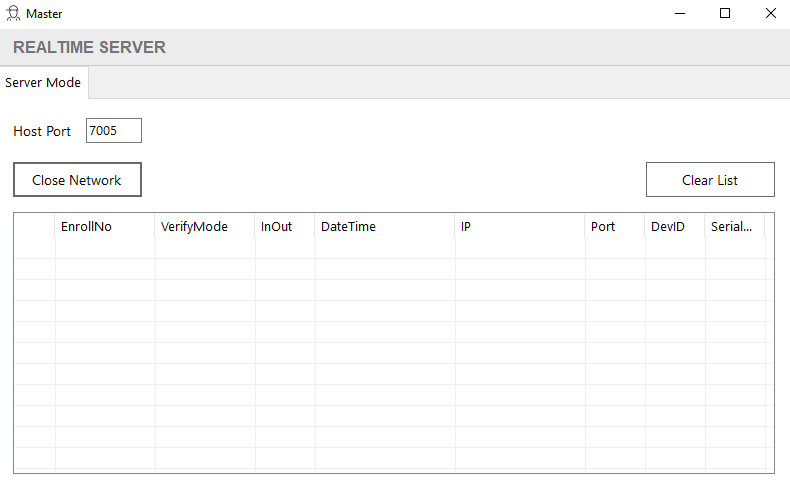 Master
REALTIME SERVER
Server Mode
Host Port 7005
Close Network Clear List
EnrollNo VerifyMode InOut DateTime IP Port DevID Serial...